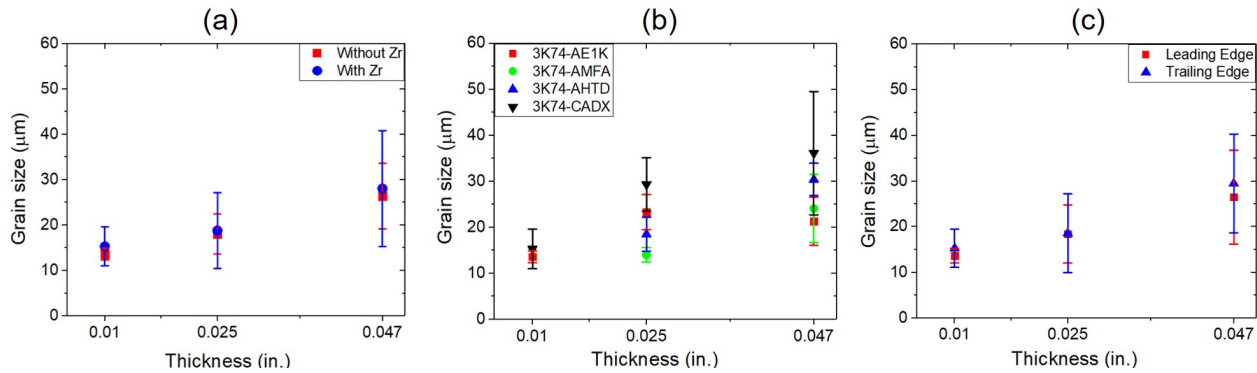 (a)
Without Zr
With Zr
60
50
40
30
20
10
0
Grain size (μm)
0.01
0.025
0.047
Thickness (in.)
(b)
3K74-AE1K
3K74-AMFA
3K74-AHTD
3K74-CADX
60
50
40
30
20
10
0
Grain size (μm)
0.01
0.025
0.047
Thickness (in.)
(c)
Leading Edge
Trailing Edge
60
50
40
30
20
10
0
Grain size (μm)
0.01
0.025
0.047
Thickness (in.)